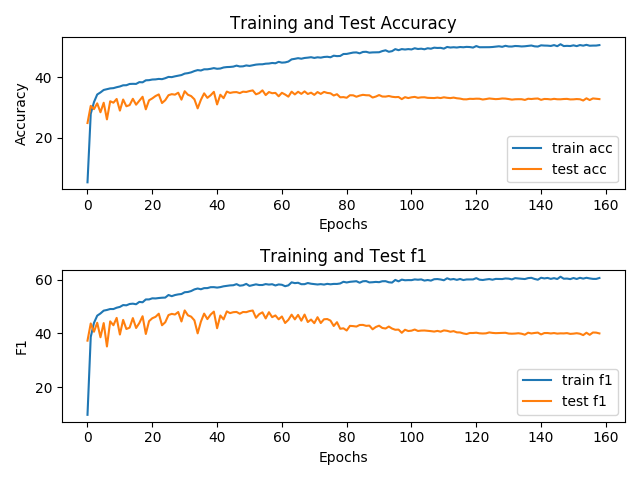 Training and Test Accuracy
Accuracy
40
20
0 20 40 60 80 100 120 140 160
Epochs
train acc
test acc
Training and Test f1
F1
60
40
20
0 20 40 60 80 100 120 140 160
Epochs
train f1
test f1